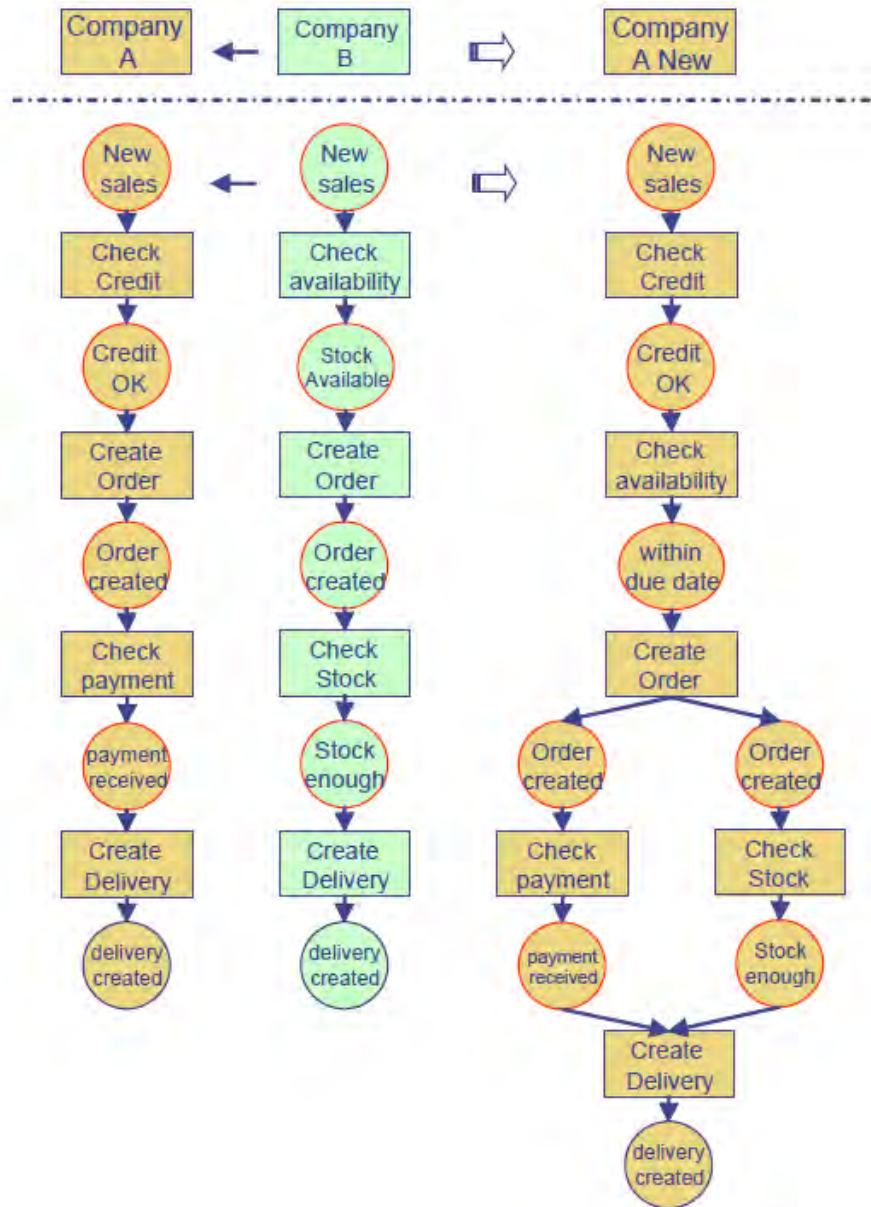 Company
A
Company
B
Company
A New
New
sales
Check
Credit
Credit
OK
Create
Order
Order
created
Check
payment
payment
received
Create
Delivery
delivery
created
New
sales
Check
availability
Stock
Available
Create
Order
Order
created
Check
Stock
Stock
enough
Create
Delivery
delivery
created
New
sales
Check
Credit
Credit
OK
Check
availability
within
due date
Create
Order
Order
created
Check
payment
payment
received
Order
created
Check
Stock
Stock
enough
Create
Delivery
delivery
created